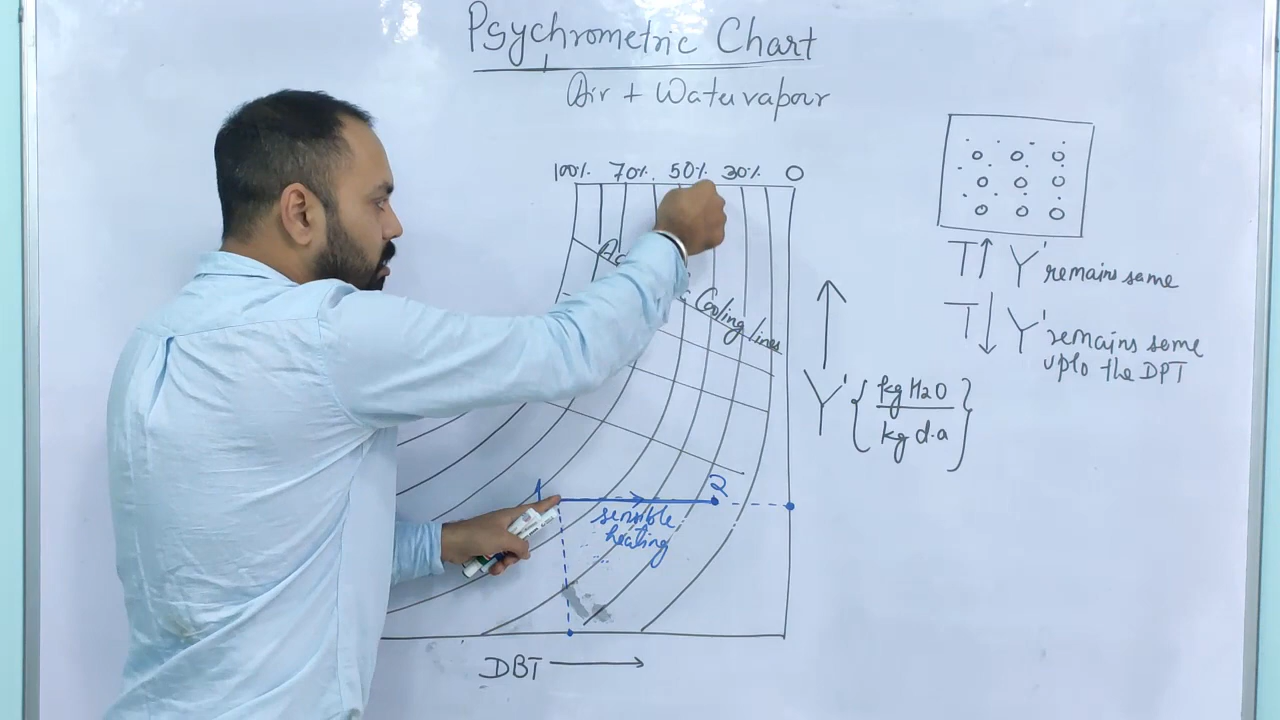 Psychrometric Chart
Air + Watervapour
100% 70% 50% 30% 0
Cooling lines
T↑ Y' remains same
T↓ Y' remains same
upto the DPT
Y' { kg H2O / kg d.a }
1 2
sensible
heating
DBT →